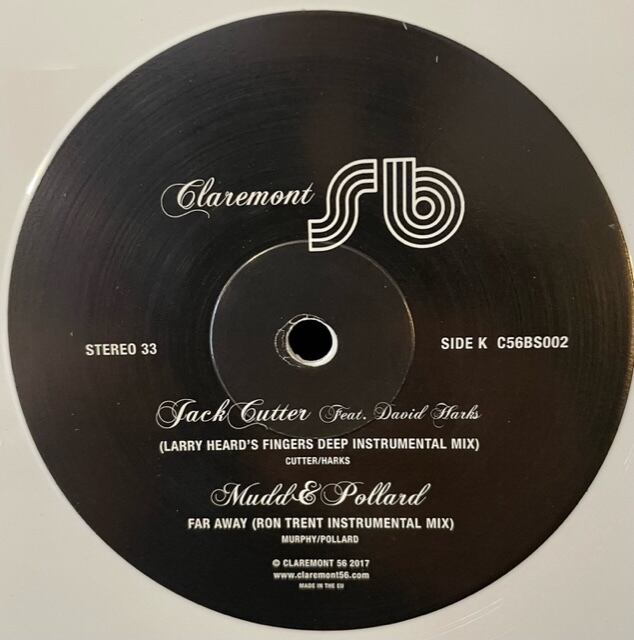 Claremont 56
STEREO 33
SIDE K C56BS002
Jack Cutter Feat. David Harks
(LARRY HEARD'S FINGERS DEEP INSTRUMENTAL MIX)
CUTTER/HARKS
Mudd & Pollard
FAR AWAY (RON TRENT INSTRUMENTAL MIX)
MURPHY/POLLARD
© CLAREMONT 56 2017
www.claremont56.com
MADE IN THE EU